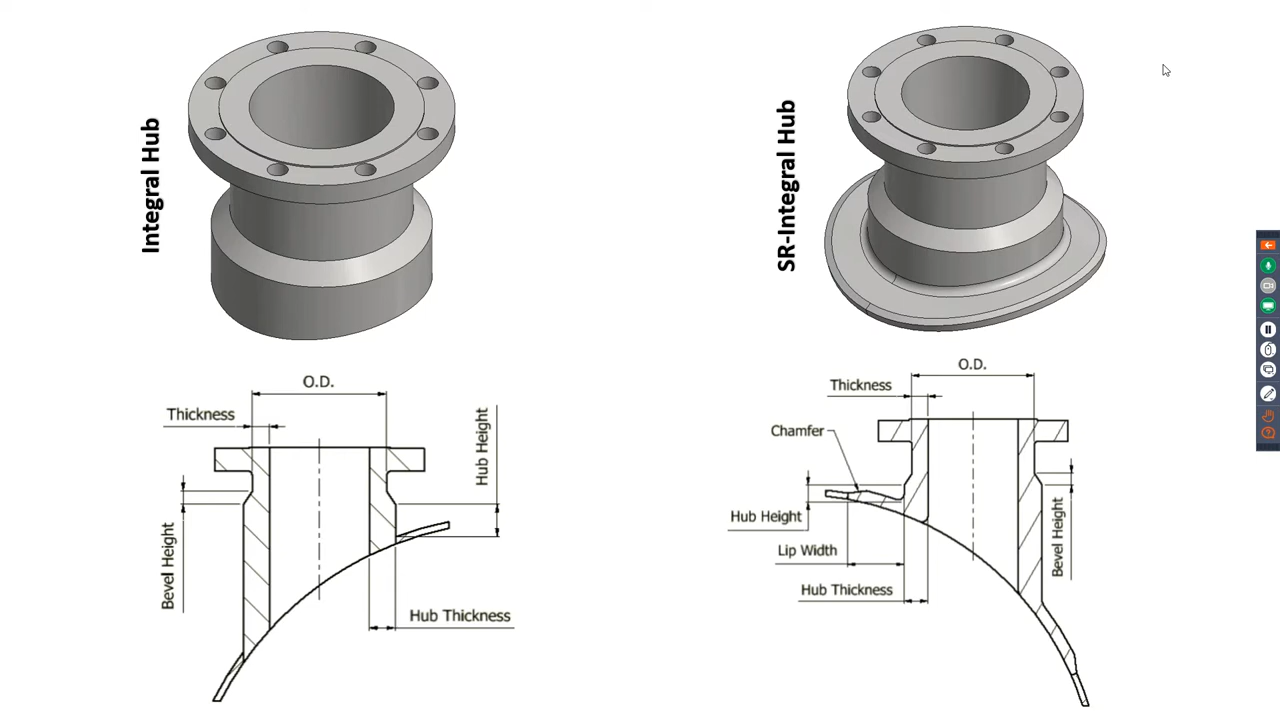 Integral Hub
SR-Integral Hub
O.D.
Thickness
Hub Height
Bevel Height
Hub Thickness
O.D.
Thickness
Chamfer
Hub Height
Lip Width
Hub Thickness
Bevel Height